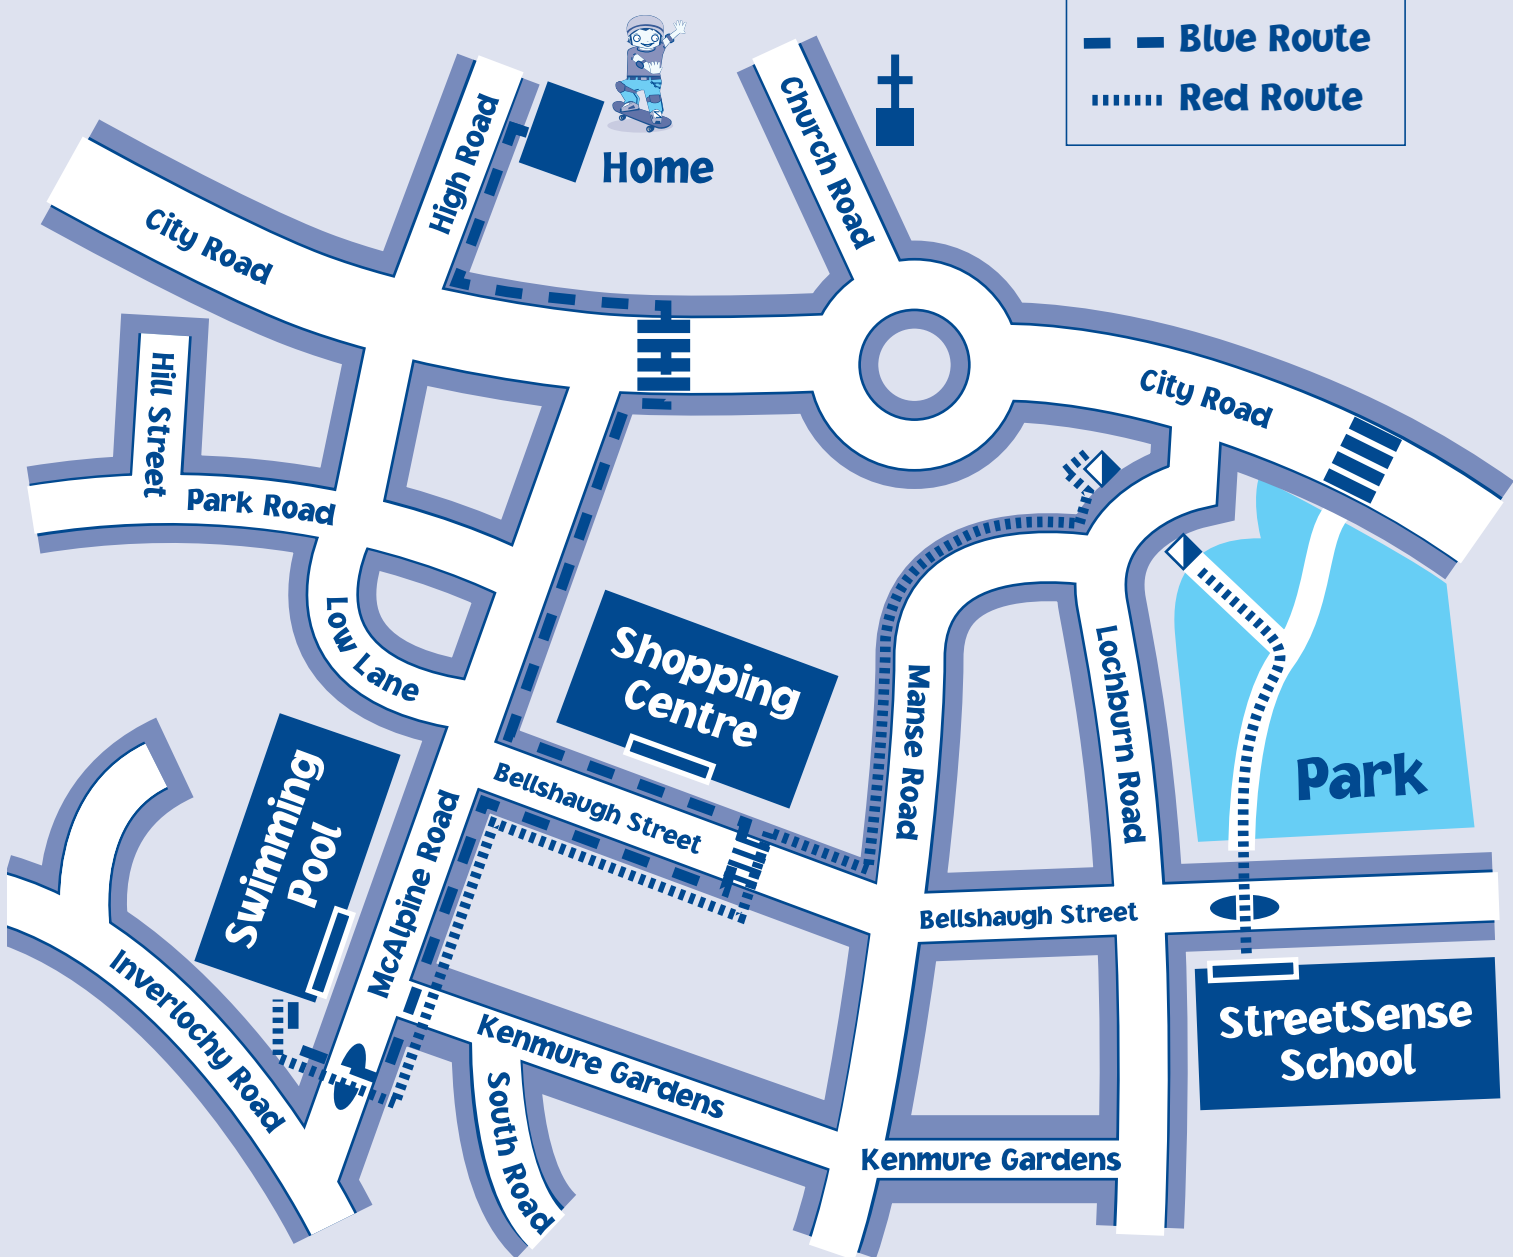 Blue Route
Red Route
Home
High Road
Church Road
City Road
City Road
Hill Street
Park Road
Low Lane
Shopping
Centre
Manse Road
Lochburn Road
Park
Bellshaugh Street
Swimming
Pool
McAlpine Road
Bellshaugh Street
Inverlochy Road
StreetSense
School
Kenmure Gardens
South Road
Kenmure Gardens